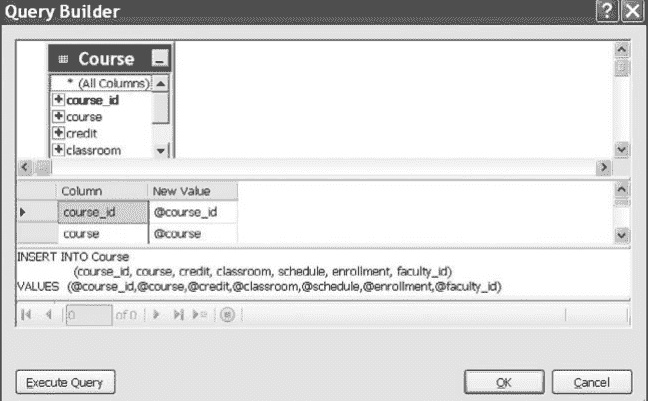 Query Builder
Course
* (All Columns)
course_id
course
credit
classroom
Column New Value
course_id @course_id
course @course
INSERT INTO Course
(course_id, course, credit, classroom, schedule, enrollment, faculty_id)
VALUES (@course_id,@course,@credit,@classroom,@schedule,@enrollment,@faculty_id)
0 of 0
Execute Query OK Cancel